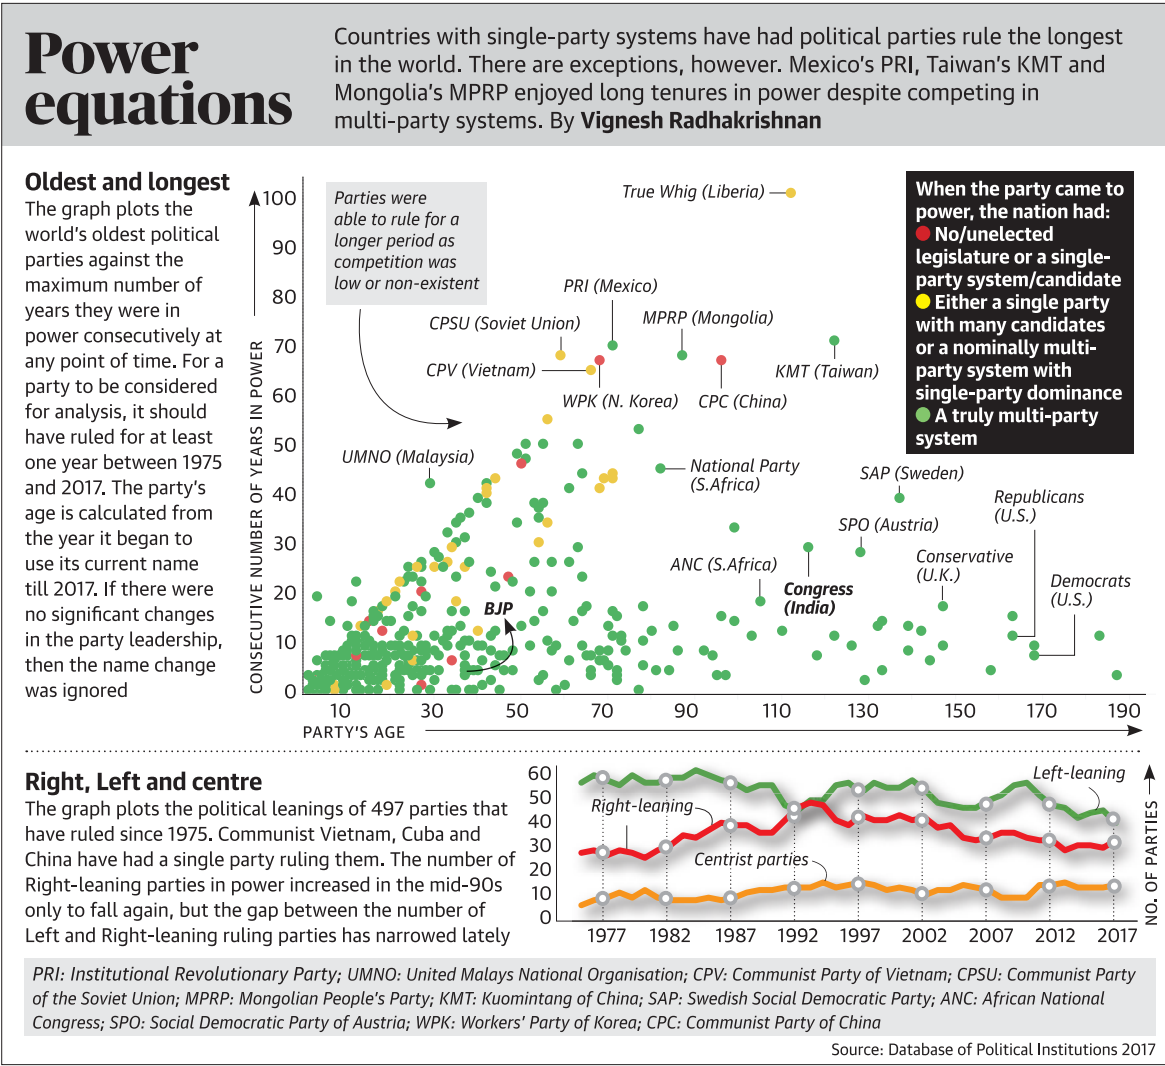 Power
equations
Countries with single-party systems have had political parties rule the longest
in the world. There are exceptions, however. Mexico's PRI, Taiwan's KMT and
Mongolia's MPRP enjoyed long tenures in power despite competing in
multi-party systems. By Vignesh Radhakrishnan
Oldest and longest
The graph plots the
world's oldest political
parties against the
maximum number of
years they were in
power consecutively at
any point of time. For a
party to be considered
for analysis, it should
have ruled for at least
one year between 1975
and 2017. The party's
age is calculated from
the year it began to
use its current name
till 2017. If there were
no significant changes
in the party leadership,
then the name change
was ignored
CONSECUTIVE NUMBER OF YEARS IN POWER
100
90
80
70
60
50
40
30
20
10
0
Parties were
able to rule for a
longer period as
competition was
low or non-existent
True Whig (Liberia)
PRI (Mexico)
CPSU (Soviet Union)
MPRP (Mongolia)
CPV (Vietnam)
KMT (Taiwan)
WPK (N. Korea)
CPC (China)
UMNO (Malaysia)
National Party
(S.Africa)
SAP (Sweden)
Republicans
(U.S.)
SPO (Austria)
ANC (S.Africa)
Congress
(India)
Conservative
(U.K.)
Democrats
(U.S.)
BJP
When the party came to
power, the nation had:
No/unelected
legislature or a single-
party system/candidate
Either a single party
with many candidates
or a nominally multi-
party system with
single-party dominance
A truly multi-party
system
10 30 50 70 90 110 130 150 170 190
PARTY'S AGE
Right, Left and centre
The graph plots the political leanings of 497 parties that
have ruled since 1975. Communist Vietnam, Cuba and
China have had a single party ruling them. The number of
Right-leaning parties in power increased in the mid-90s
only to fall again, but the gap between the number of
Left and Right-leaning ruling parties has narrowed lately
60
50
40
30
20
10
0
Right-leaning
Left-leaning
Centrist parties
NO. OF PARTIES
1977 1982 1987 1992 1997 2002 2007 2012 2017
PRI: Institutional Revolutionary Party; UMNO: United Malays National Organisation; CPV: Communist Party of Vietnam; CPSU: Communist Party
of the Soviet Union; MPRP: Mongolian People's Party; KMT: Kuomintang of China; SAP: Swedish Social Democratic Party; ANC: African National
Congress; SPO: Social Democratic Party of Austria; WPK: Workers' Party of Korea; CPC: Communist Party of China
Source: Database of Political Institutions 2017